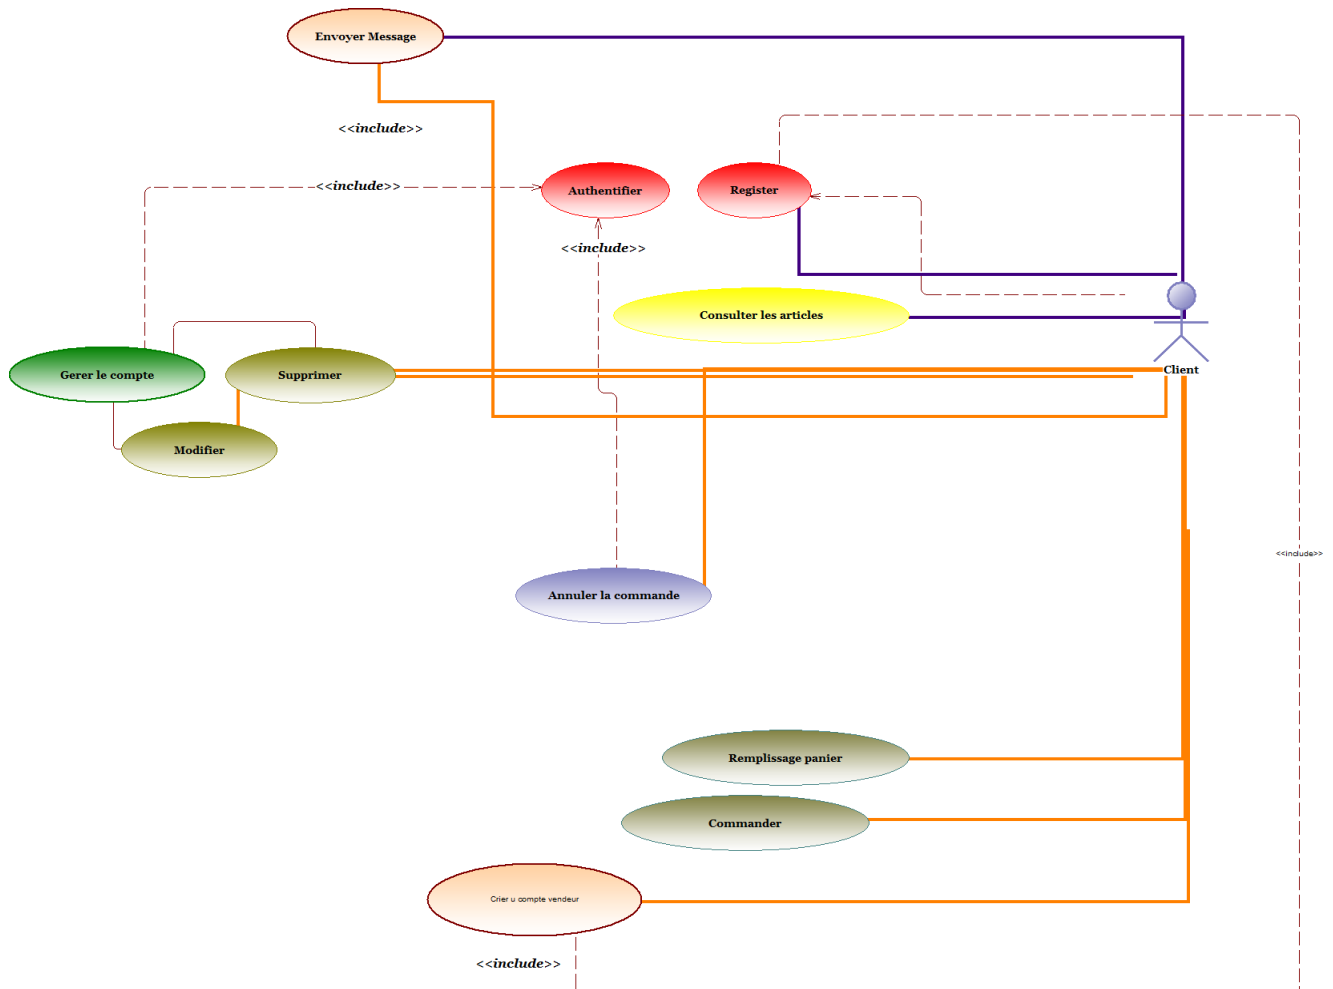 Envoyer Message
<<include>>
<<include>>
Authentifier
Register
<<include>>
Consulter les articles
Client
Gerer le compte
Supprimer
Modifier
<<include>>
Annuler la commande
Remplissage panier
Commander
Crier u compte vendeur
<<include>>